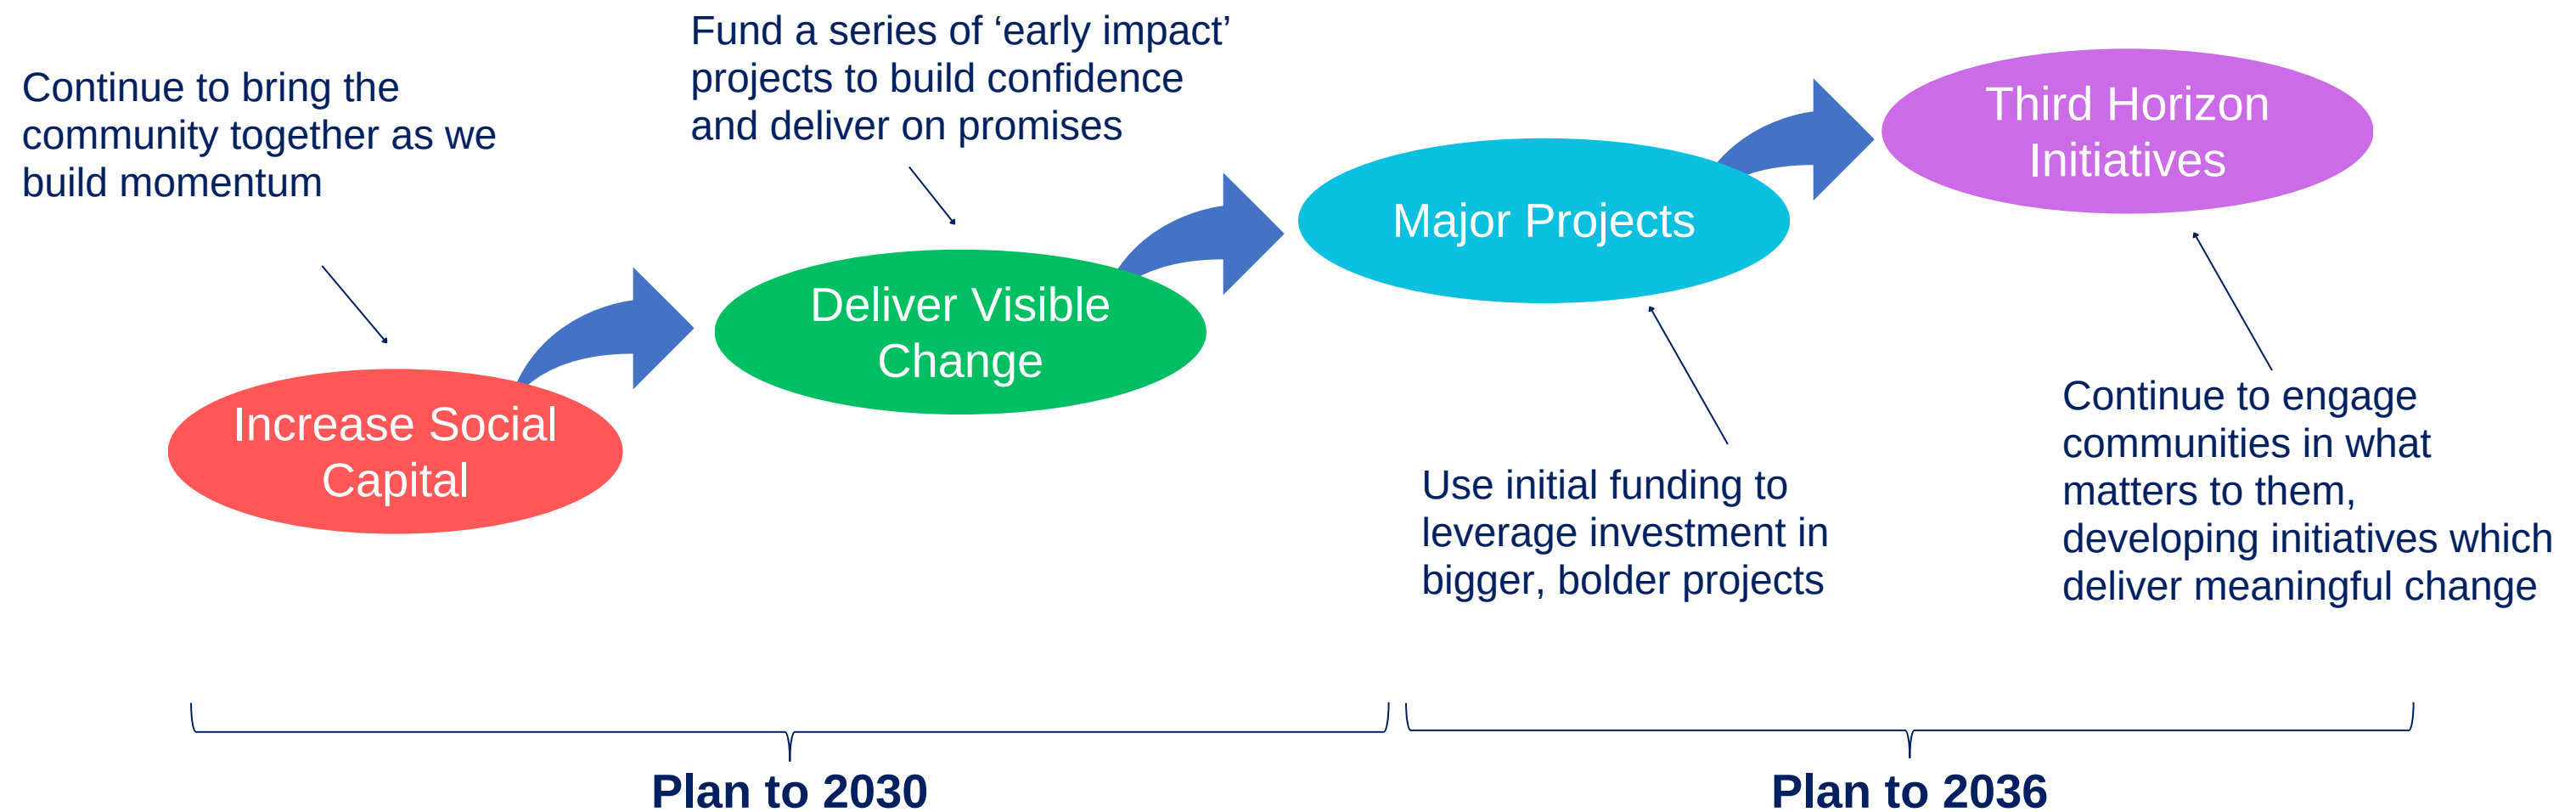 Continue to bring the
community together as we
build momentum
Fund a series of ‘early impact’
projects to build confidence
and deliver on promises
Increase Social
Capital
Deliver Visible
Change
Major Projects
Third Horizon
Initiatives
Use initial funding to
leverage investment in
bigger, bolder projects
Continue to engage
communities in what
matters to them,
developing initiatives which
deliver meaningful change
Plan to 2030
Plan to 2036